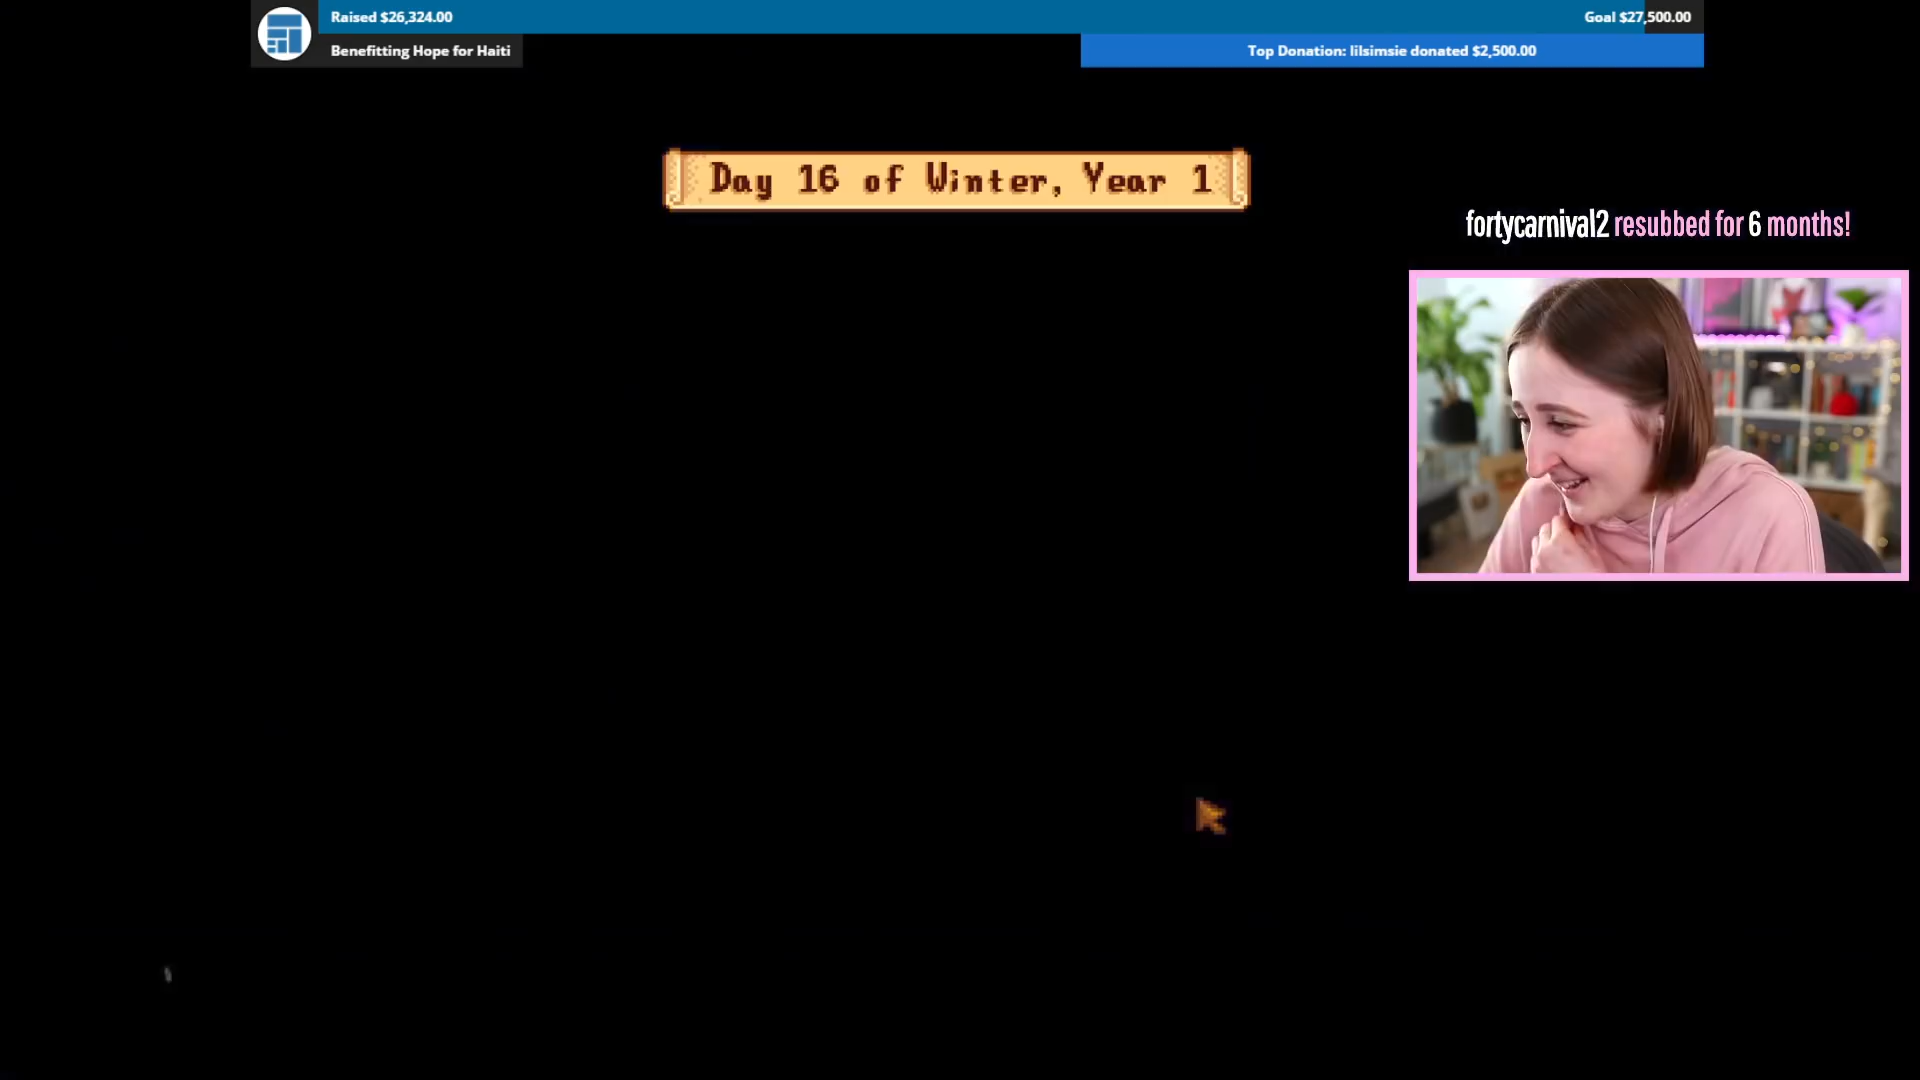 Raised $26,324.00
Goal $27,500.00
Benefitting Hope for Haiti
Top Donation: lilsimsie donated $2,500.00
Day 16 of Winter, Year 1
fortycarnival2 resubbed for 6 months!